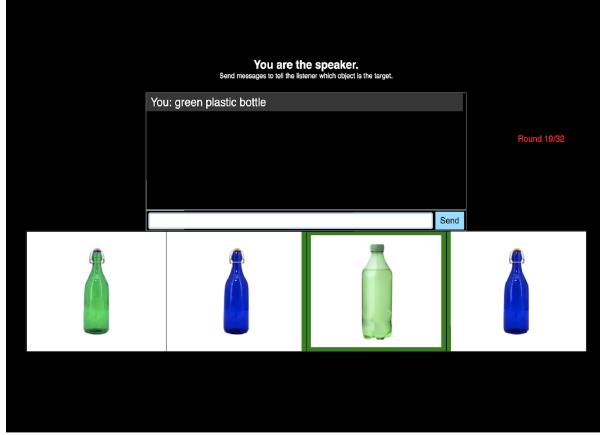 You are the speaker.
Send messages to tell the listener which object is the target.
You: green plastic bottle
Round 19/32
Send